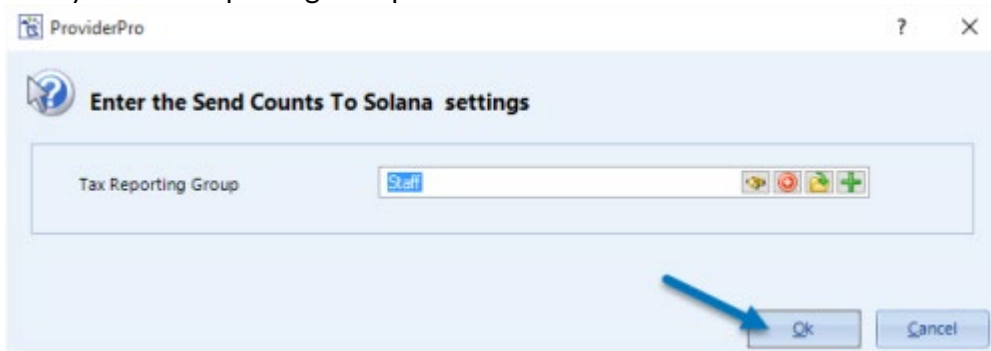 ProviderPro
Enter the Send Counts To Solana settings
Tax Reporting Group Staff
Ok Cancel